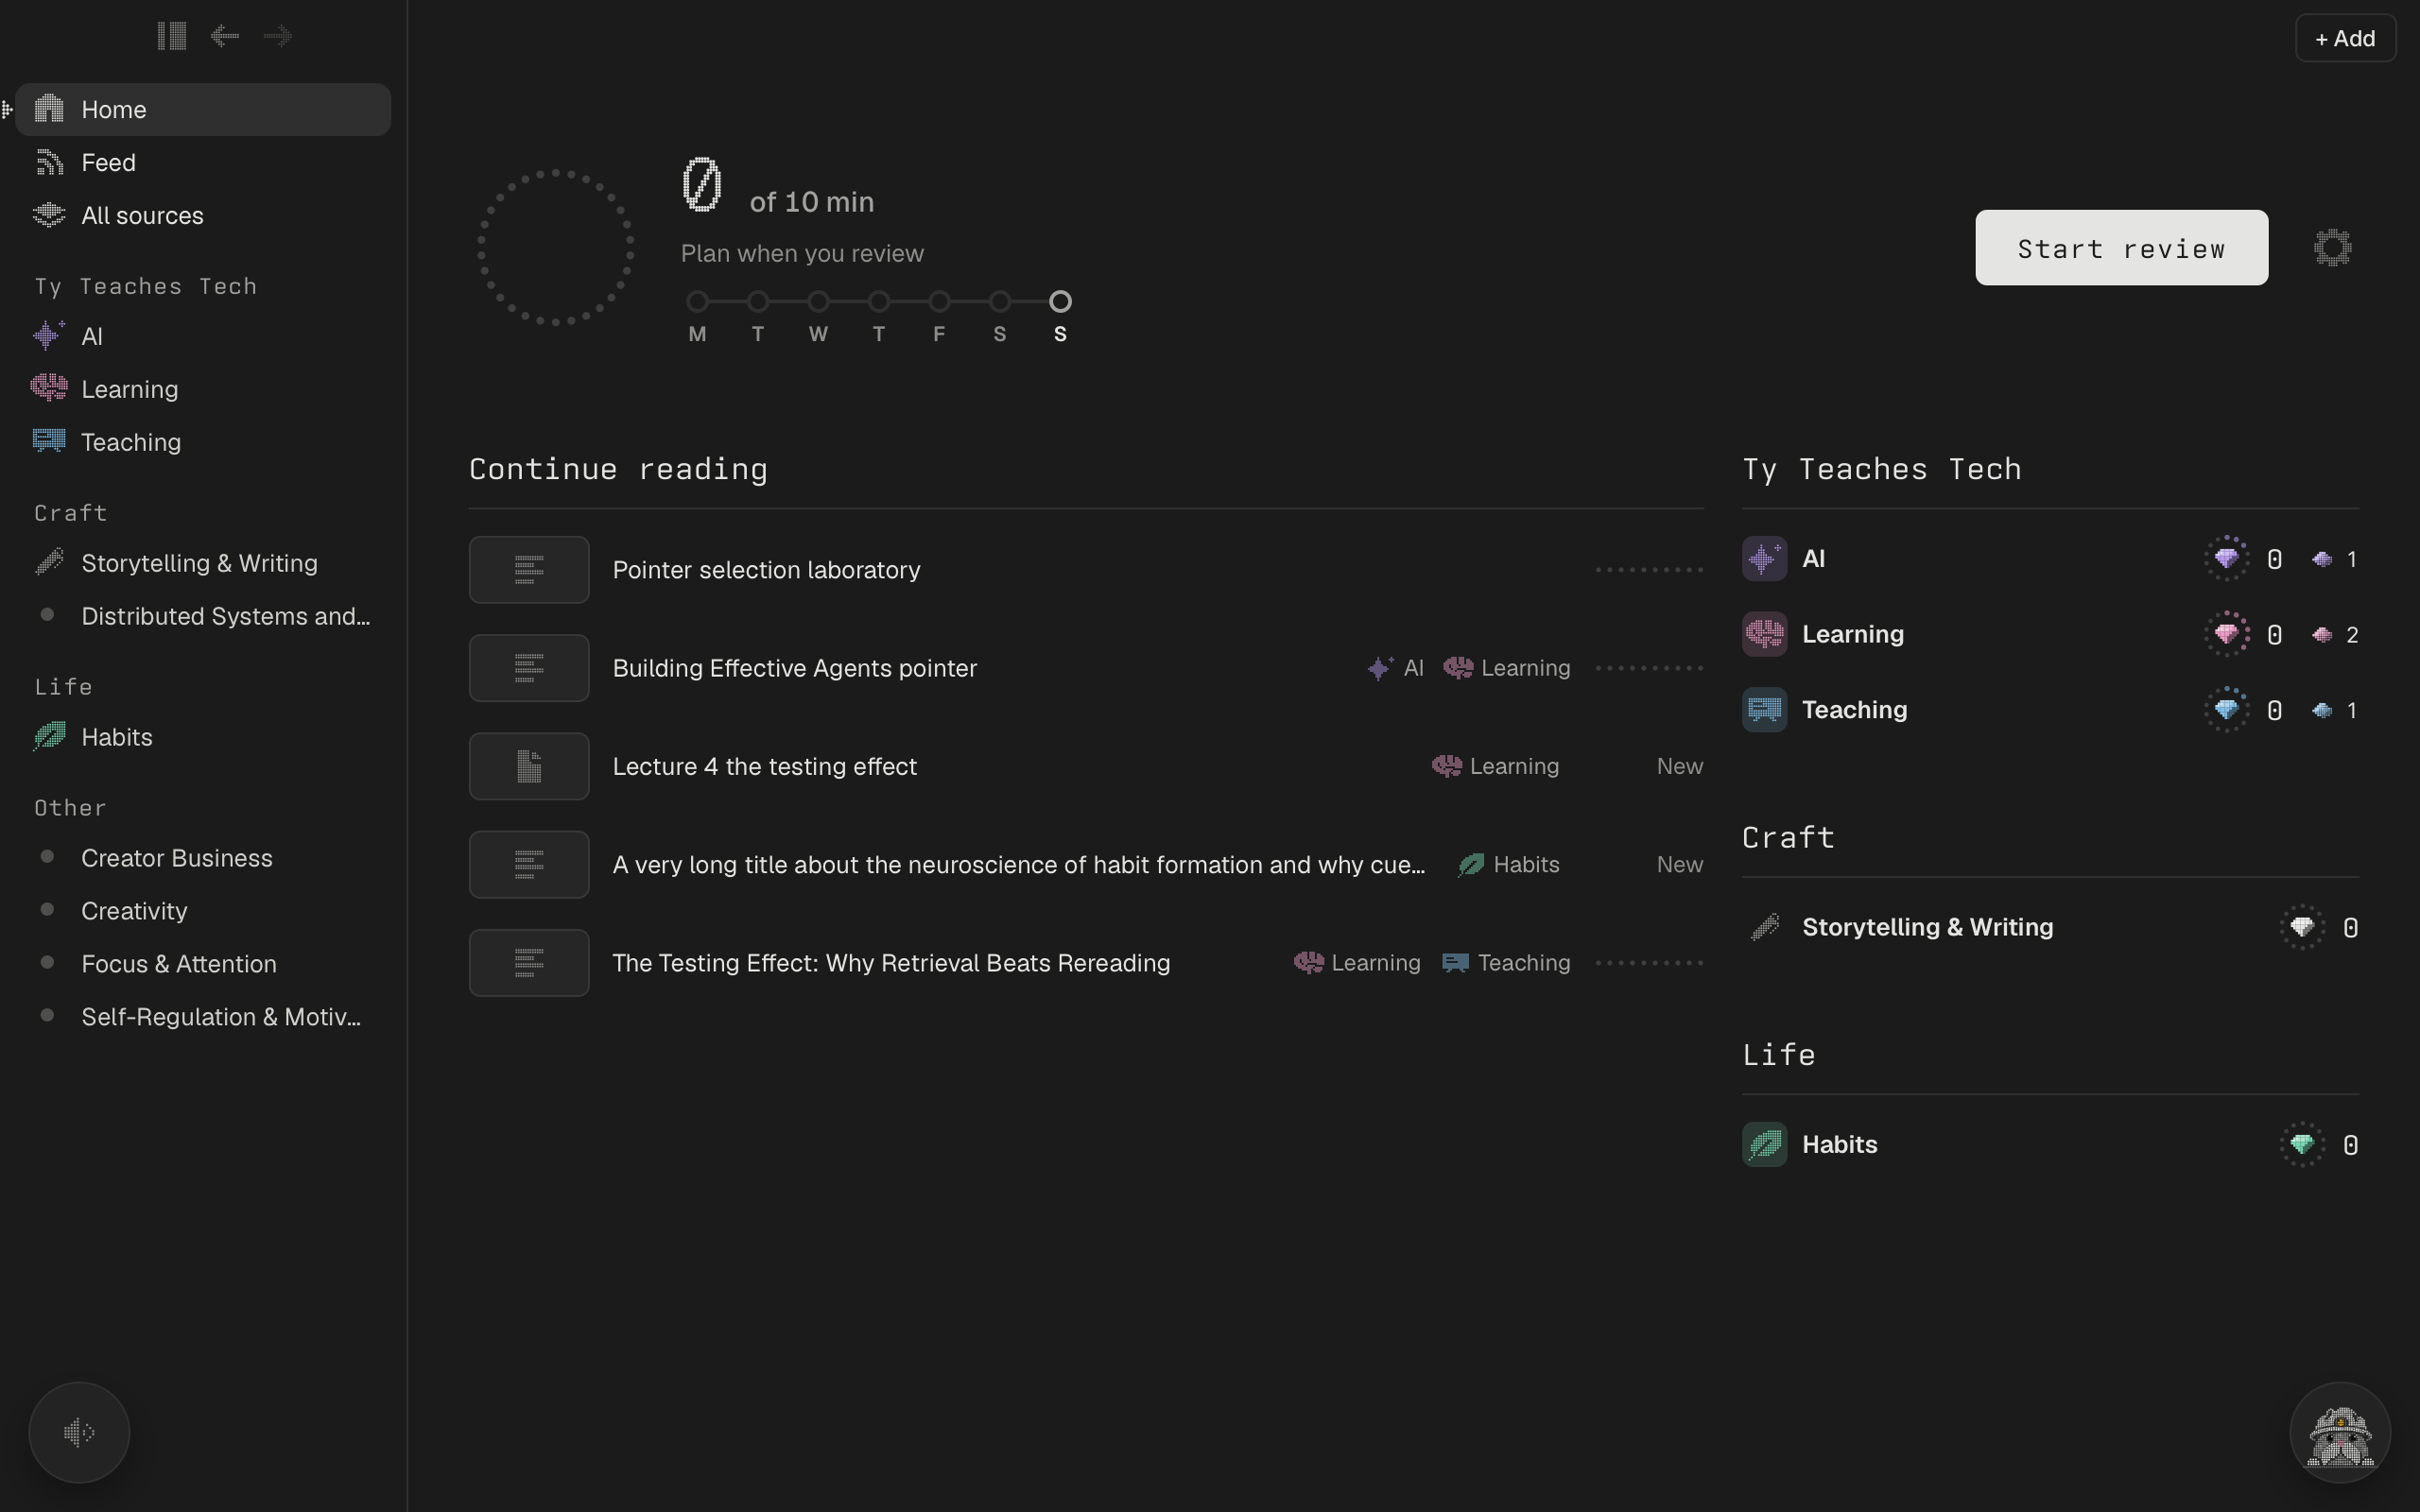 + Add
Home
Feed
All sources
Ty Teaches Tech
AI
Learning
Teaching
Craft
Storytelling & Writing
Distributed Systems and...
Life
Habits
Other
Creator Business
Creativity
Focus & Attention
Self-Regulation & Motiv...
0 of 10 min
Plan when you review
M T W T F S S
Start review
Continue reading
Pointer selection laboratory
Building Effective Agents pointer AI Learning
Lecture 4 the testing effect Learning New
A very long title about the neuroscience of habit formation and why cue... Habits New
The Testing Effect: Why Retrieval Beats Rereading Learning Teaching
Ty Teaches Tech
AI 0 1
Learning 0 2
Teaching 0 1
Craft
Storytelling & Writing 0
Life
Habits 0